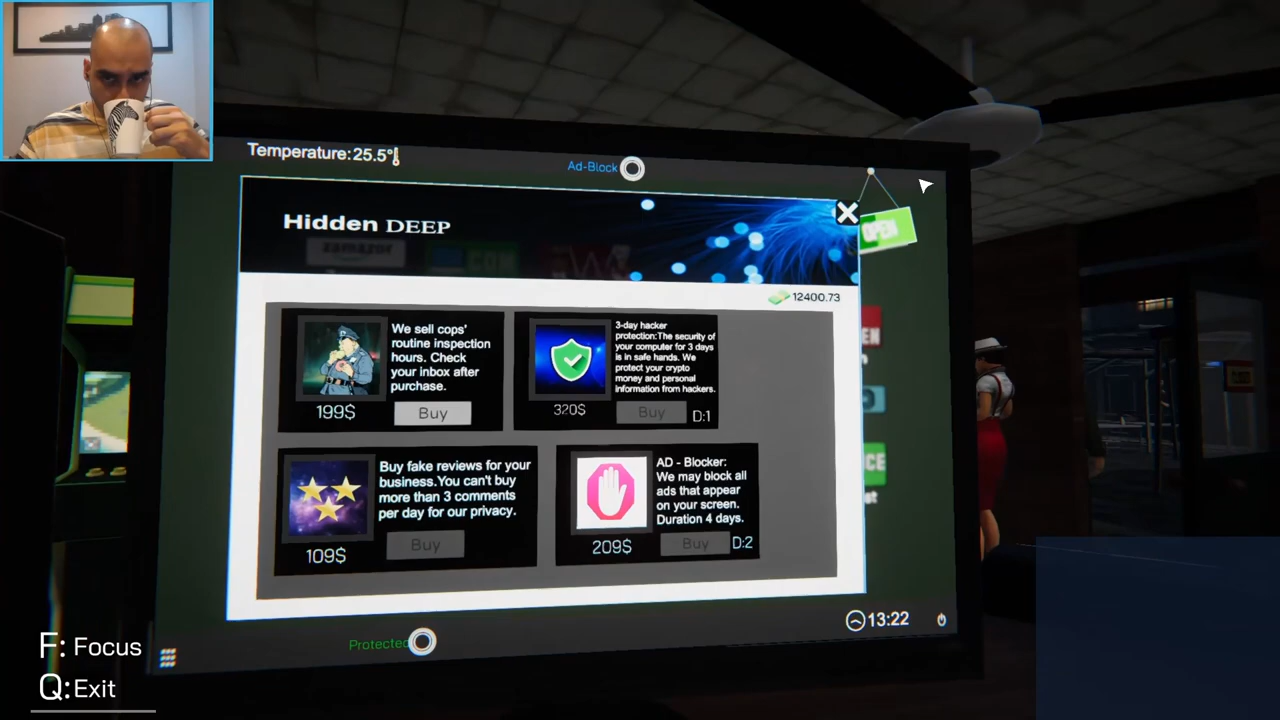 Temperature:25.5°
Ad-Block
Hidden DEEP
OPEN
12400.73
We sell cops'
routine inspection
hours. Check
your inbox after
purchase.
199$
Buy
3-day hacker
protection:The security of
your computer for 3 days
is in safe hands. We
protect your crypto
money and personal
information from hackers.
320$
Buy
D:1
Buy fake reviews for your
business.You can't buy
more than 3 comments
per day for our privacy.
109$
Buy
AD - Blocker:
We may block all
ads that appear
on your screen.
Duration 4 days.
209$
Buy
D:2
13:22
Protected
F: Focus
Q:Exit